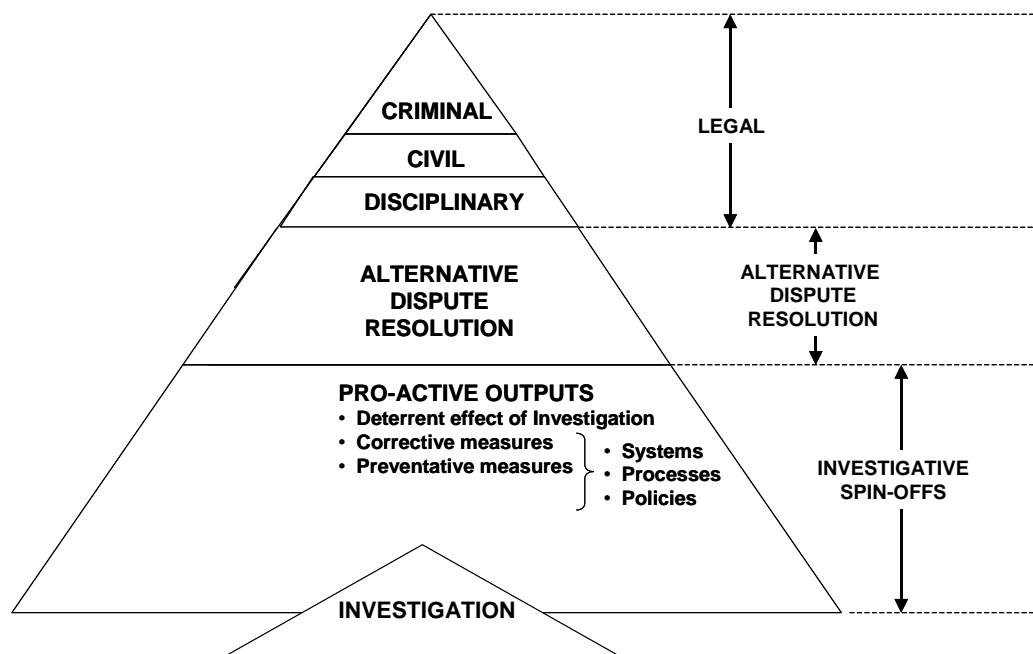 CRIMINAL
CIVIL
DISCIPLINARY
ALTERNATIVE
DISPUTE
RESOLUTION
PRO-ACTIVE OUTPUTS
• Deterrent effect of Investigation
• Corrective measures
• Preventative measures
• Systems
• Processes
• Policies
INVESTIGATION
LEGAL
ALTERNATIVE
DISPUTE
RESOLUTION
INVESTIGATIVE
SPIN-OFFS